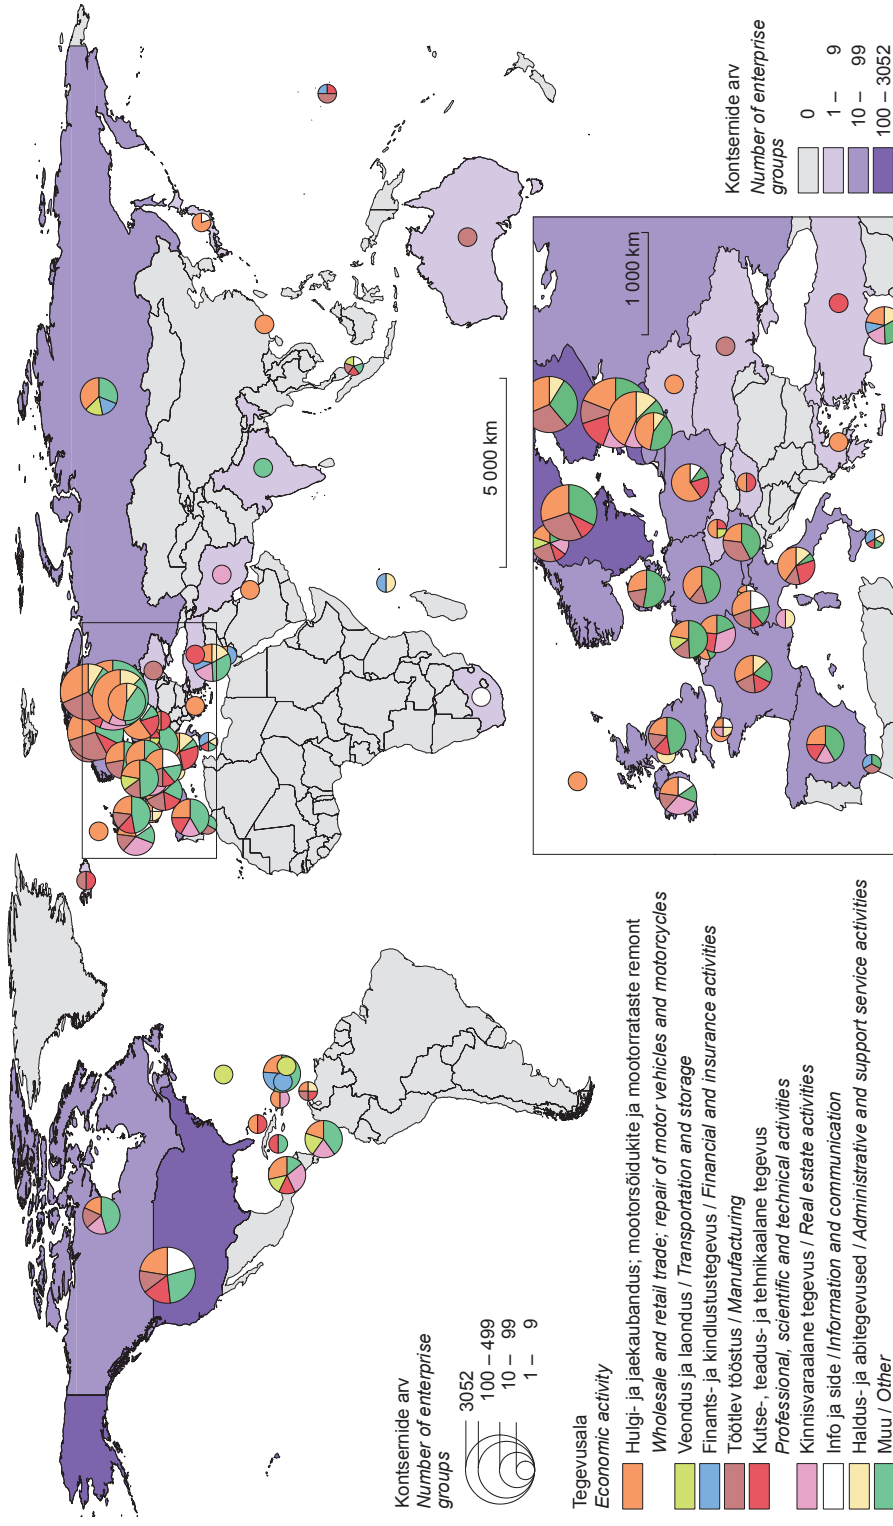 Kontsernide arv
Number of enterprise
groups
3052
100 – 499
10 – 99
1 – 9
Tegevusala
Economic activity
Hulgi- ja jaekaubandus; mootorsõidukite ja mootorrataste remont
Wholesale and retail trade; repair of motor vehicles and motorcycles
Veondus ja laondus / Transportation and storage
Finants- ja kindlustustegevus / Financial and insurance activities
Töötlev tööstus / Manufacturing
Kutse-, teadus- ja tehnikaalane tegevus
Professional, scientific and technical activities
Kinnisvaraalane tegevus / Real estate activities
Info ja side / Information and communication
Haldus- ja abitegevused / Administrative and support service activities
Muu / Other
5 000 km
1 000 km
Kontsernide arv
Number of enterprise
groups
0
1 – 9
10 – 99
100 – 3052